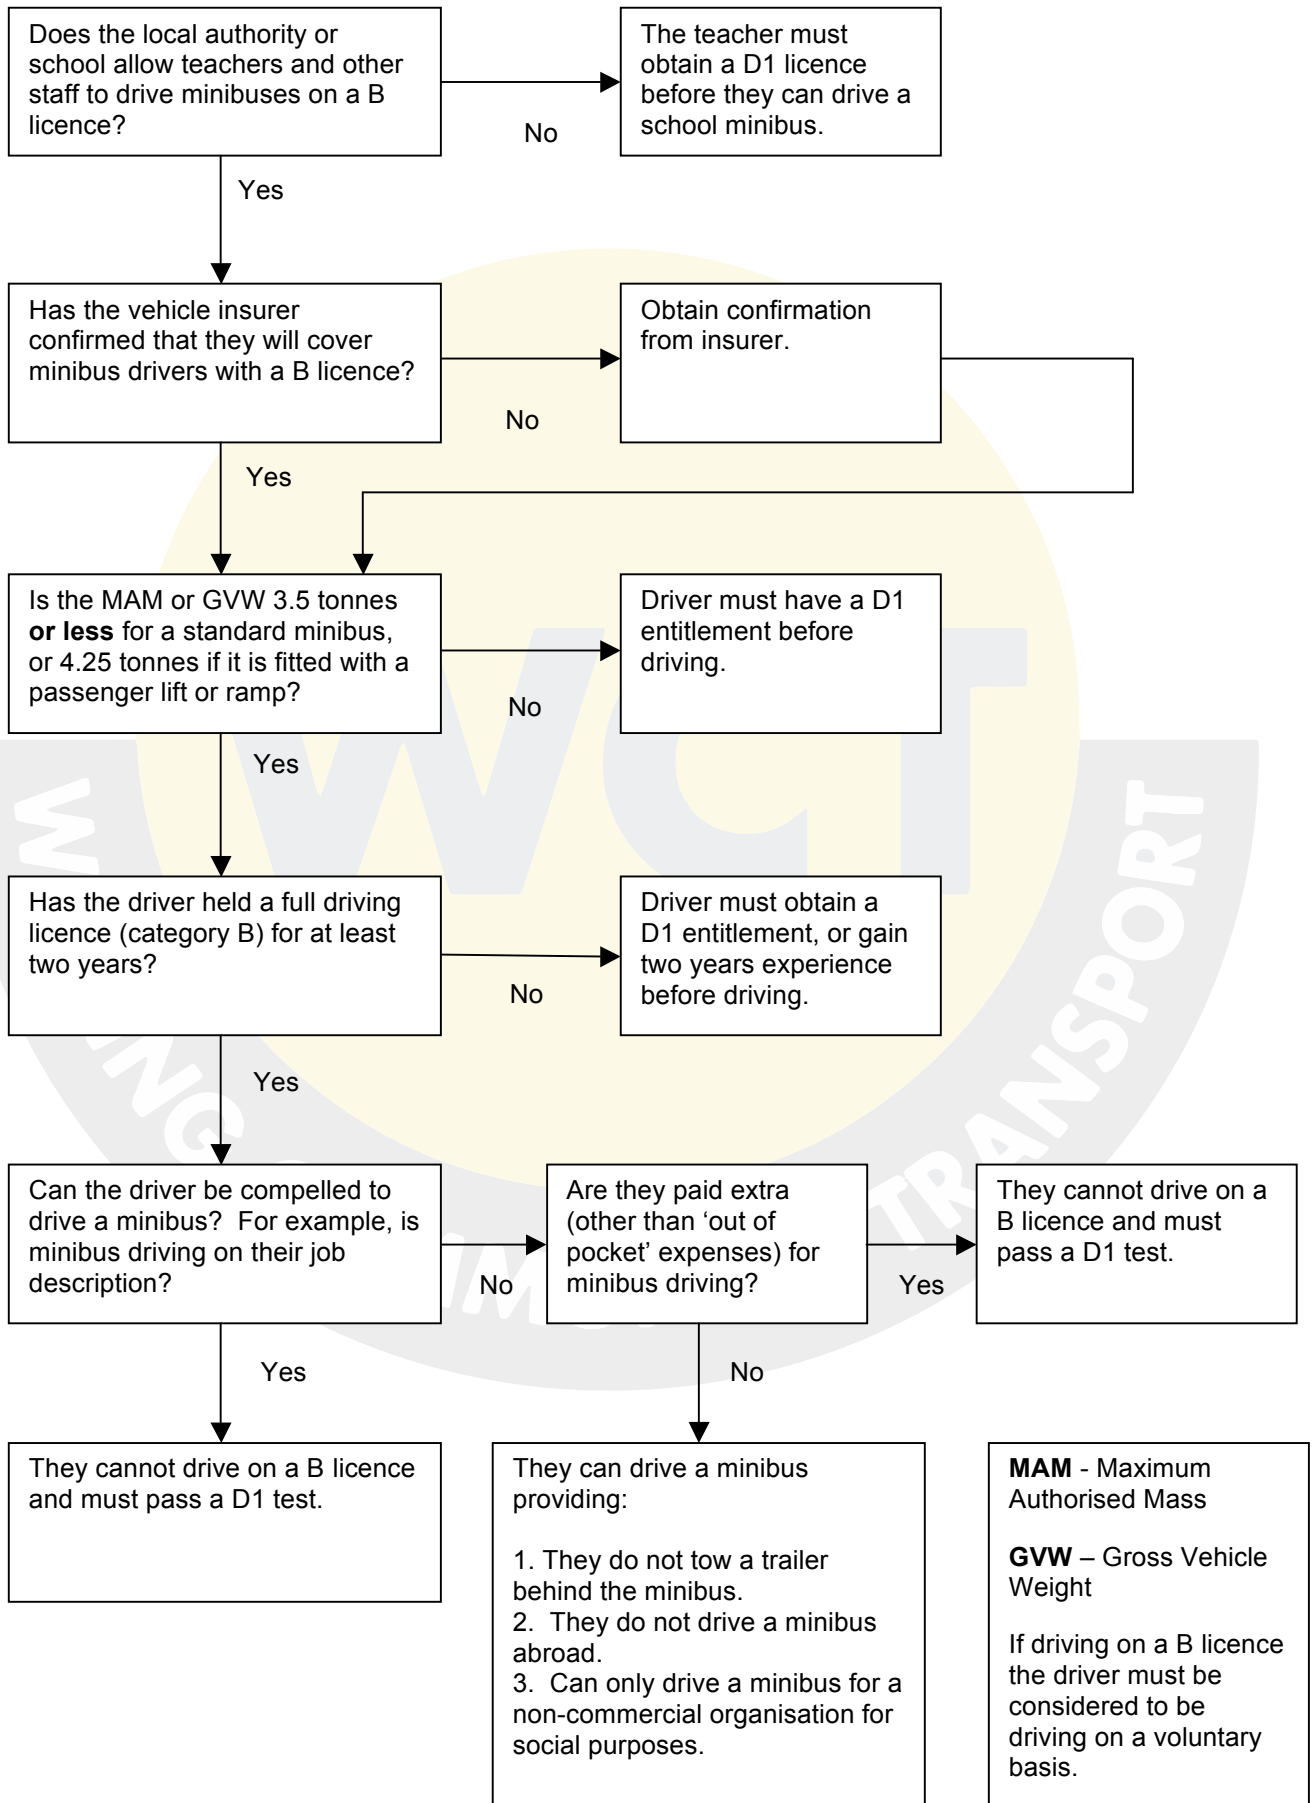 Does the local authority or
school allow teachers and other
staff to drive minibuses on a B
licence?
No
The teacher must
obtain a D1 licence
before they can drive a
school minibus.
Yes
Has the vehicle insurer
confirmed that they will cover
minibus drivers with a B licence?
No
Obtain confirmation
from insurer.
Yes
Is the MAM or GVW 3.5 tonnes
or less for a standard minibus,
or 4.25 tonnes if it is fitted with a
passenger lift or ramp?
No
Driver must have a D1
entitlement before
driving.
Yes
Has the driver held a full driving
licence (category B) for at least
two years?
No
Driver must obtain a
D1 entitlement, or gain
two years experience
before driving.
Yes
Can the driver be compelled to
drive a minibus?  For example, is
minibus driving on their job
description?
No
Are they paid extra
(other than ‘out of
pocket’ expenses) for
minibus driving?
Yes
They cannot drive on a
B licence and must
pass a D1 test.
Yes
No
They cannot drive on a B licence
and must pass a D1 test.
They can drive a minibus
providing:
1. They do not tow a trailer
behind the minibus.
2.  They do not drive a minibus
abroad.
3.  Can only drive a minibus for a
non-commercial organisation for
social purposes.
MAM - Maximum
Authorised Mass
GVW – Gross Vehicle
Weight
If driving on a B licence
the driver must be
considered to be
driving on a voluntary
basis.
WCT
TRANSPORT